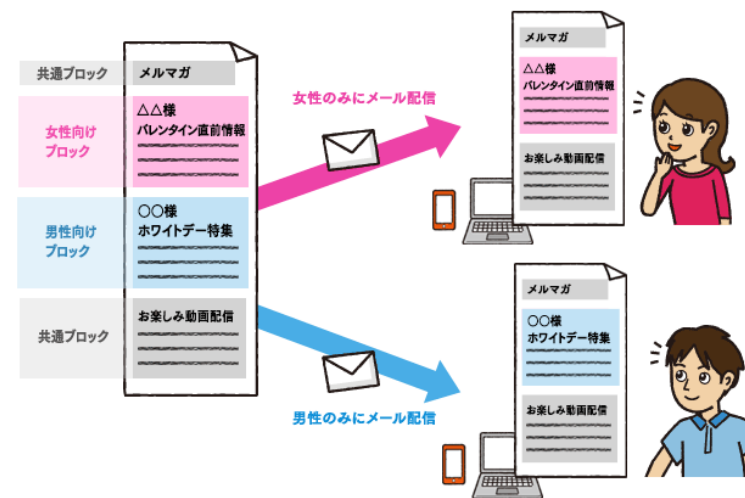 共通ブロック
メルマガ
女性向け
ブロック
△△様
バレンタイン直前情報
男性向け
ブロック
〇〇様
ホワイトデー特集
共通ブロック
お楽しみ動画配信
女性のみにメール配信
男性のみにメール配信
メルマガ
△△様
バレンタイン直前情報
お楽しみ動画配信
メルマガ
〇〇様
ホワイトデー特集
お楽しみ動画配信